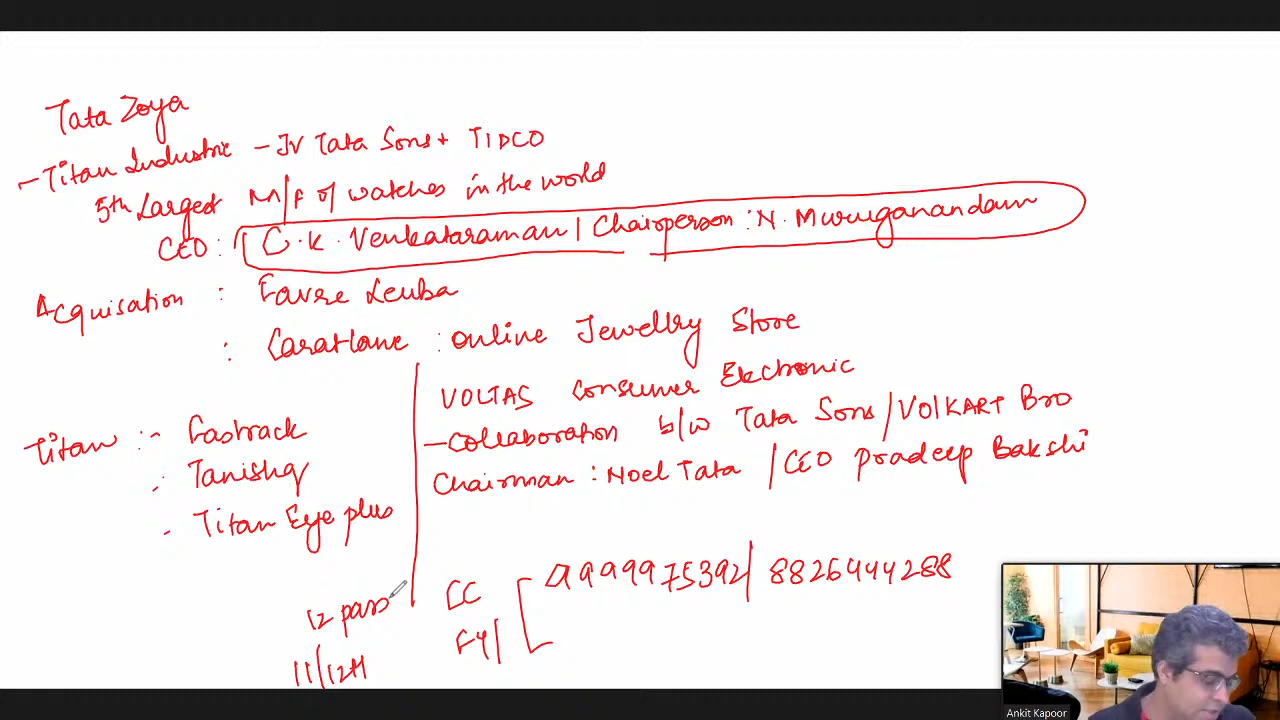 Tata Zoya
- Titan Industrie - JV Tata Sons + TIDCO
5th Largest M/F of watches in the world
CEO : C.K. Venkataraman | Chairperson : N. Muruganandam
Acquisation : Favre Leuba
: Caratlane : Online Jewellry Store
Titan :- Fastrack
- Tanishq
- Titan Eye plus
VOLTAS Consumer Electronic
- Collaboration b/w Tata Sons / VOlKART Bro
Chairman : Noel Tata / CEO Pradeep Bakshi
12 pass
11/12th
CC
FY/
9999975392 / 8826444288
Ankit Kapoor